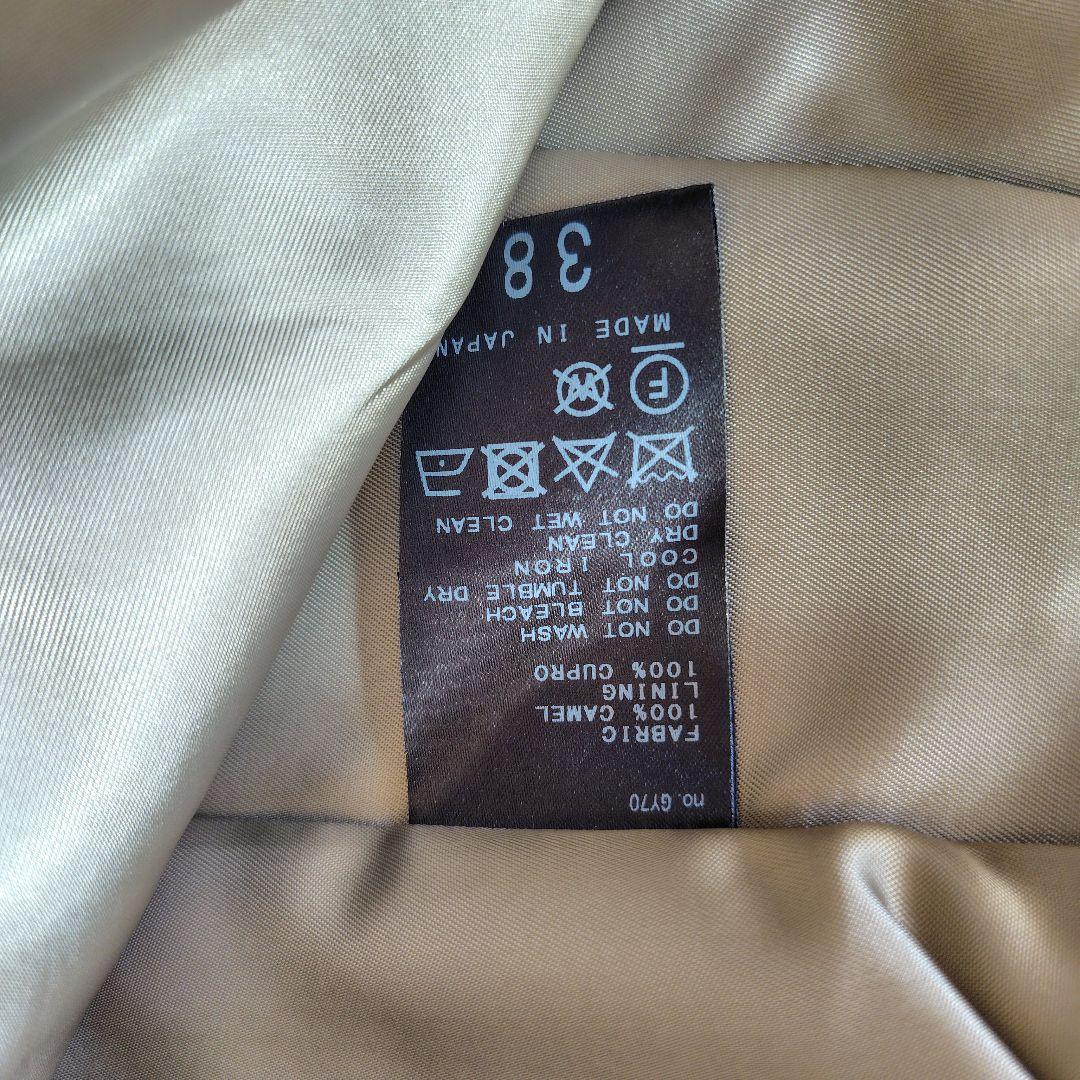 no. GY70
FABRIC
100% CAMEL
LINING
100% CUPRO
DO NOT WASH
DO NOT BLEACH
DO NOT TUMBLE DRY
COOL IRON
DRY CLEAN
DO NOT WET CLEAN
F W
MADE IN JAPAN
38